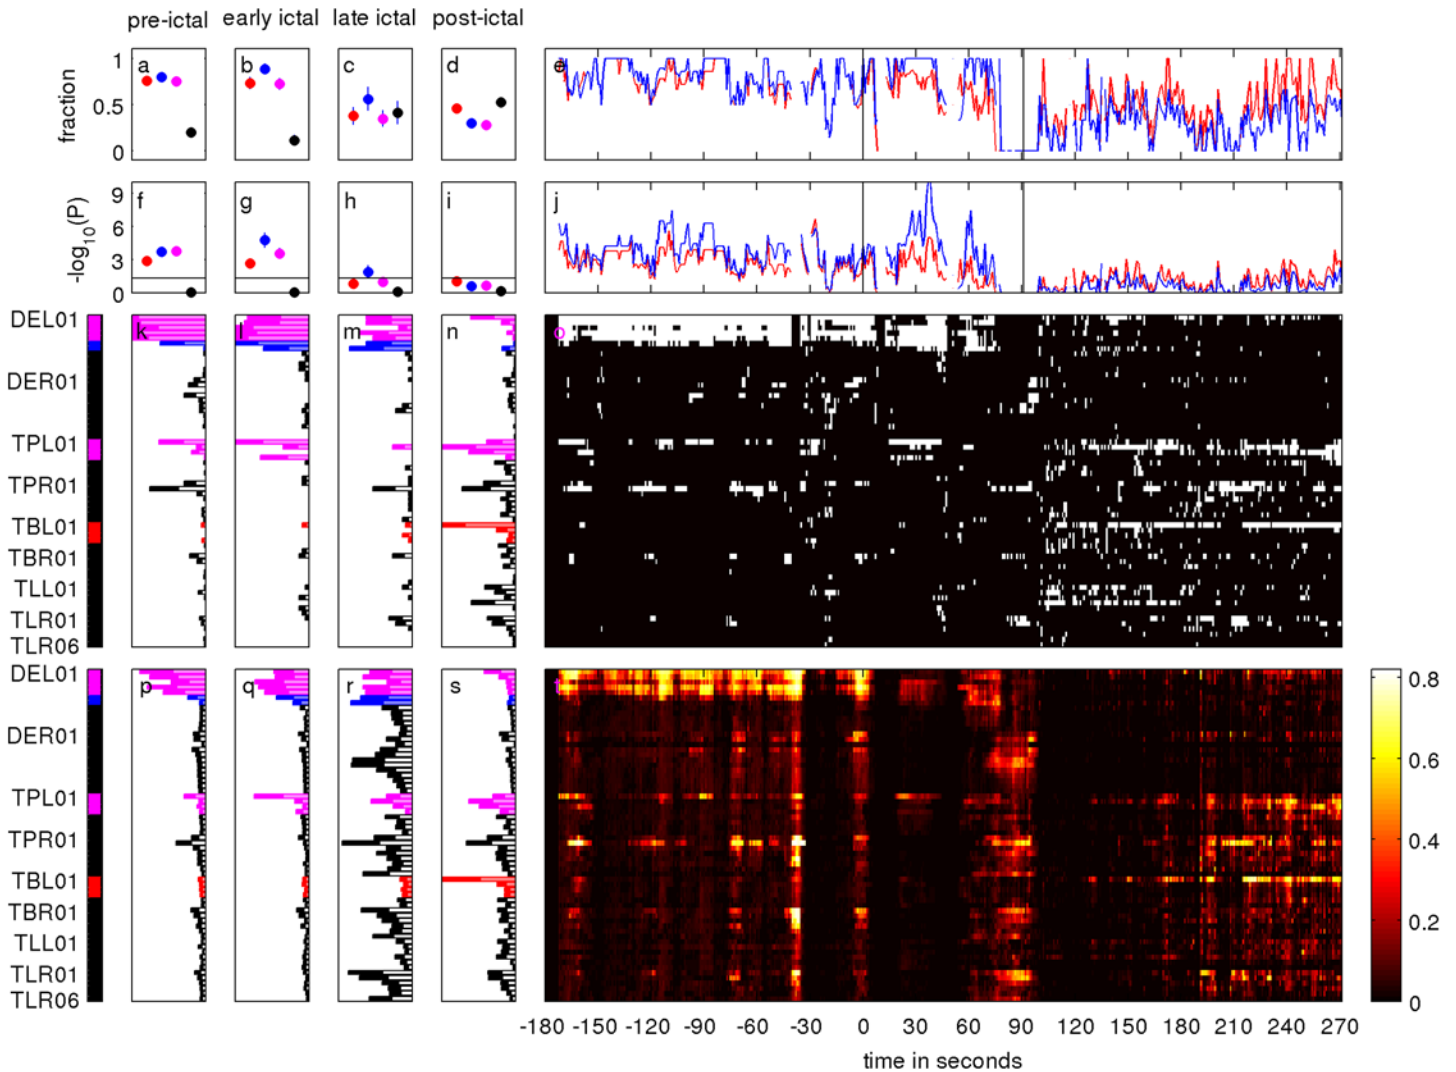 pre-ictal early ictal late ictal post-ictal
1
0.5
0
fraction
a b c d e
9
6
3
0
-log10(P)
f g h i j
DEL01
DER01
TPL01
TPR01
TBL01
TBR01
TLL01
TLR01
TLR06
k l m n o
DEL01
DER01
TPL01
TPR01
TBL01
TBR01
TLL01
TLR01
TLR06
p q r s
0.8
0.6
0.4
0.2
0
-180 -150 -120 -90 -60 -30 0 30 60 90 120 150 180 210 240 270
time in seconds